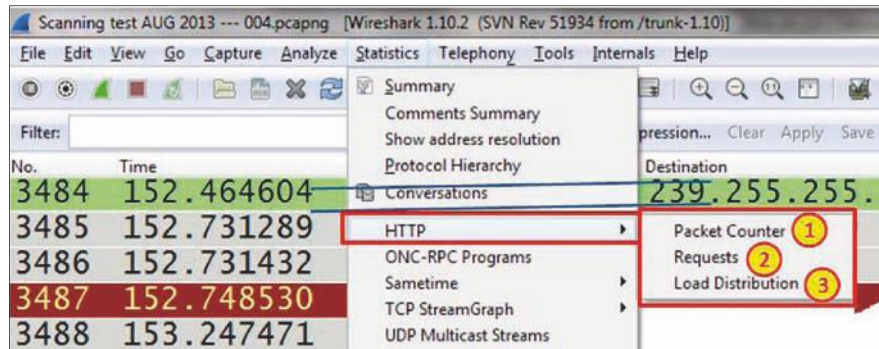 Scanning test AUG 2013 --- 004.pcapng [Wireshark 1.10.2 (SVN Rev 51934 from /trunk-1.10)]
File Edit View Go Capture Analyze Statistics Telephony Tools Internals Help
Filter: pression... Clear Apply Save
No. Time Destination
3484 152.464604 239.255.255.
3485 152.731289
3486 152.731432
3487 152.748530
3488 153.247471
Summary
Comments Summary
Show address resolution
Protocol Hierarchy
Conversations
HTTP
ONC-RPC Programs
Sametime
TCP StreamGraph
UDP Multicast Streams
Packet Counter 1
Requests 2
Load Distribution 3